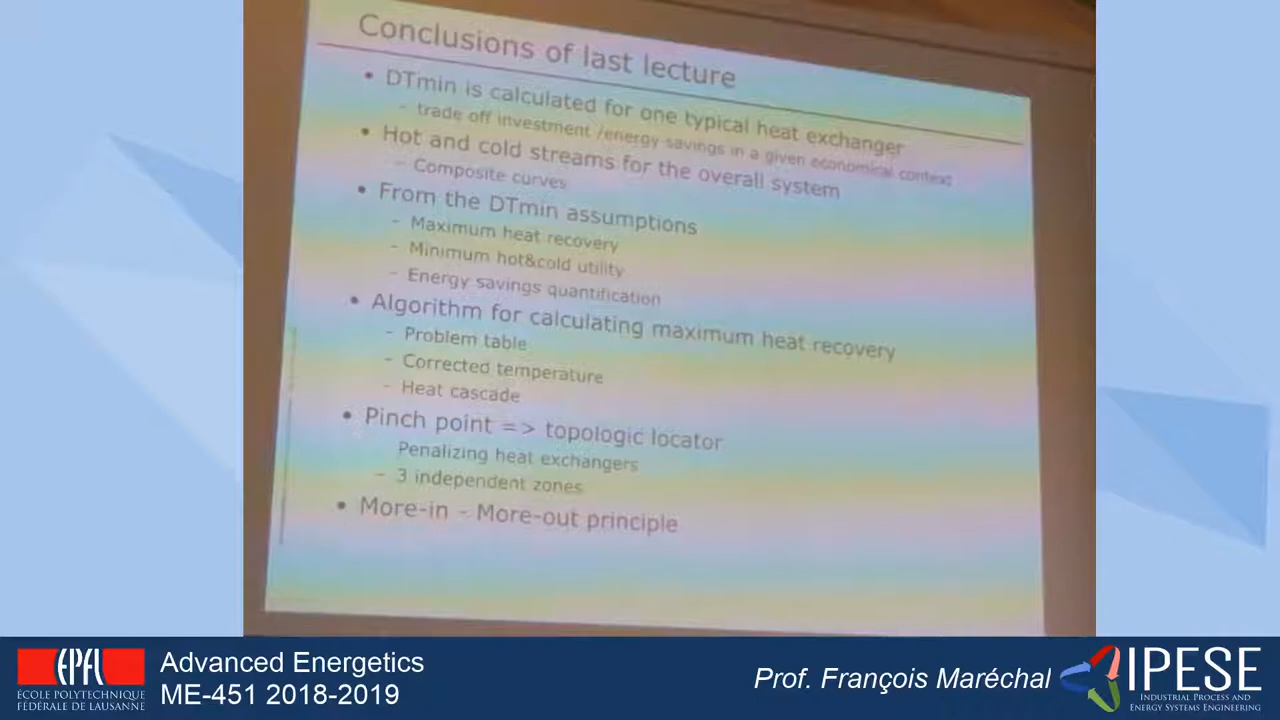 Conclusions of last lecture
• DTmin is calculated for one typical heat exchanger
- trade off investment /energy savings in a given economical context
• Hot and cold streams for the overall system
- Composite curves
• From the DTmin assumptions
- Maximum heat recovery
- Minimum hot&cold utility
- Energy savings quantification
• Algorithm for calculating maximum heat recovery
- Problem table
- Corrected temperature
- Heat cascade
• Pinch point => topologic locator
Penalizing heat exchangers
- 3 independent zones
• More-in - More-out principle
EPFL
ÉCOLE POLYTECHNIQUE
FÉDÉRALE DE LAUSANNE
Advanced Energetics
ME-451 2018-2019
Prof. François Maréchal
IPESE
INDUSTRIAL PROCESS AND
ENERGY SYSTEMS ENGINEERING